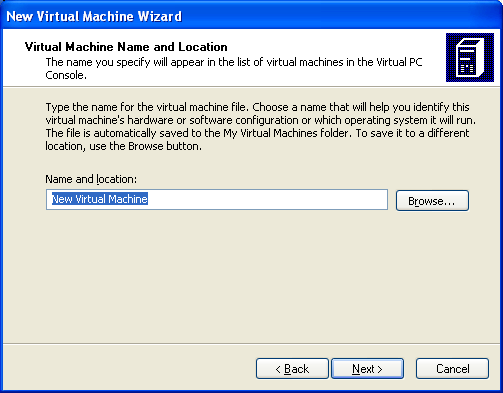 New Virtual Machine Wizard
Virtual Machine Name and Location
The name you specify will appear in the list of virtual machines in the Virtual PC
Console.
Type the name for the virtual machine file. Choose a name that will help you identify this
virtual machine's hardware or software configuration or which operating system it will run.
The file is automatically saved to the My Virtual Machines folder. To save it to a different
location, use the Browse button.
Name and location:
New Virtual Machine
Browse...
< Back
Next >
Cancel